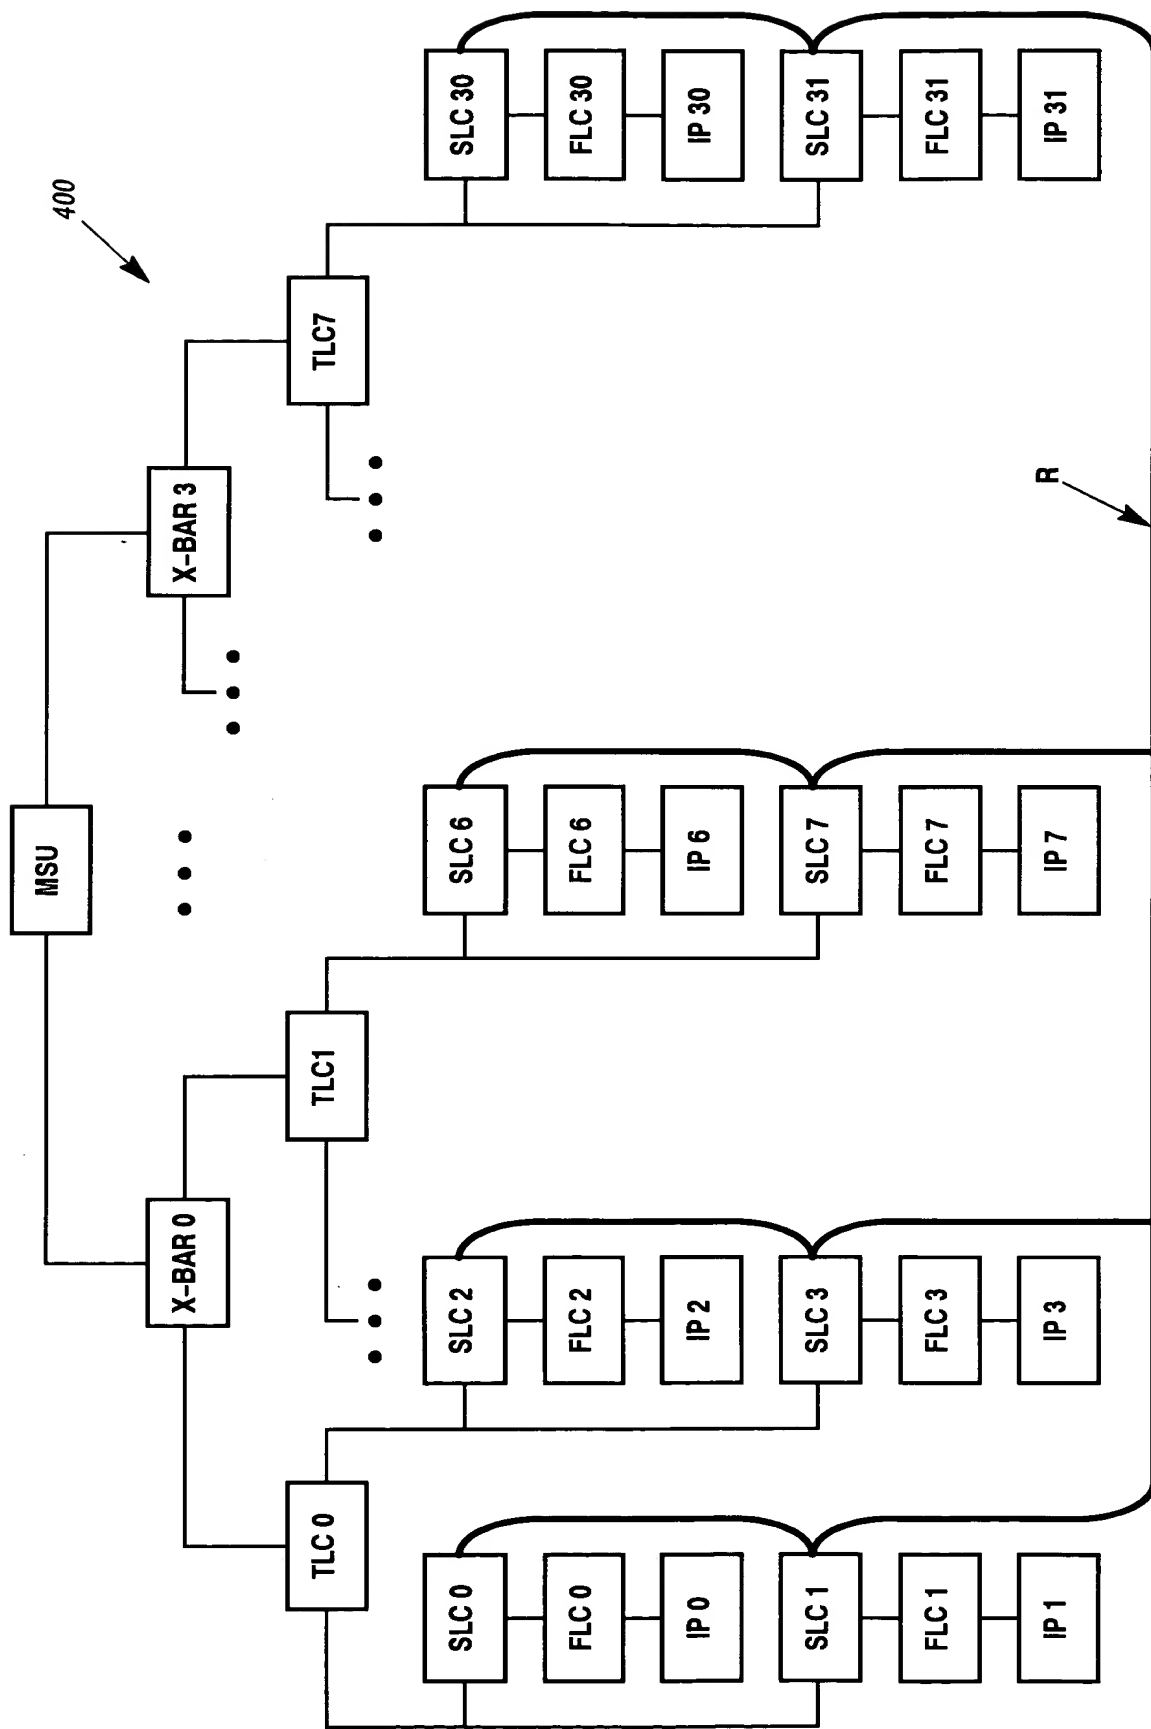 400
MSU
X-BAR 0
X-BAR 3
TLC 0
TLC1
TLC7
SLC 0
SLC 2
SLC 6
SLC 30
FLC 0
FLC 2
FLC 6
FLC 30
IP 0
IP 2
IP 6
IP 30
SLC 1
SLC 3
SLC 7
SLC 31
FLC 1
FLC 3
FLC 7
FLC 31
IP 1
IP 3
IP 7
IP 31
R